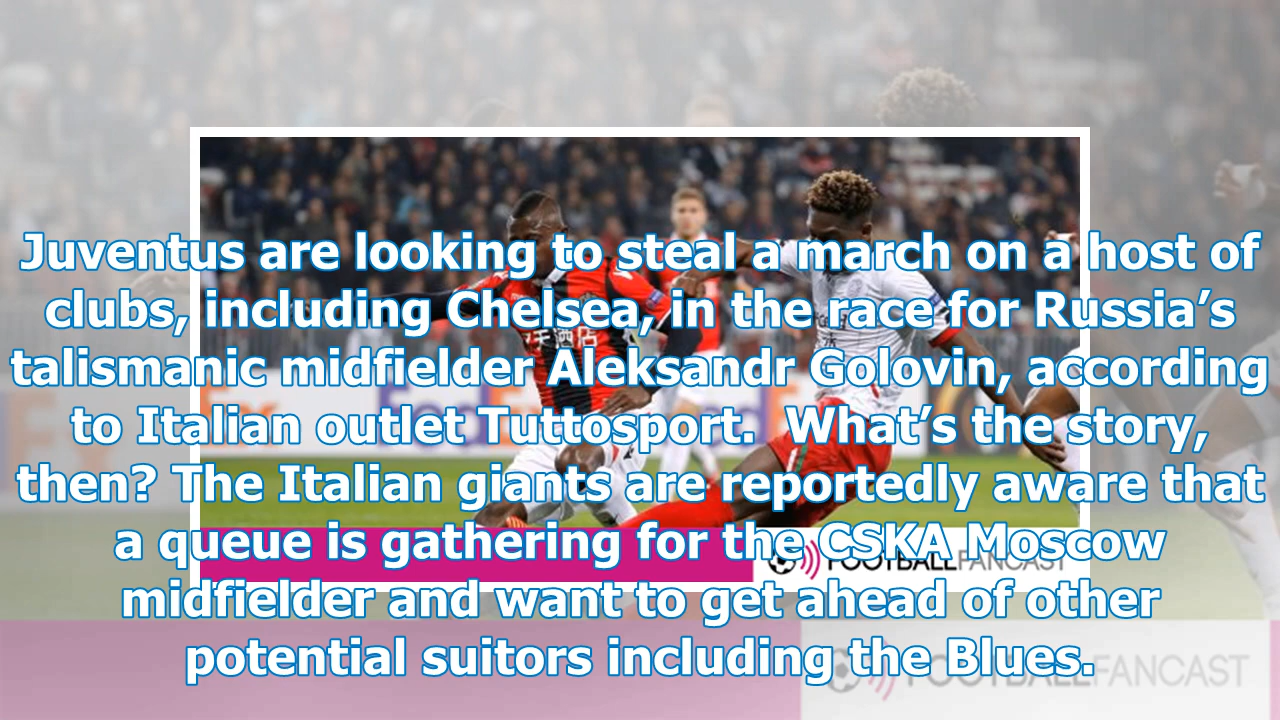 Juventus are looking to steal a march on a host of
clubs, including Chelsea, in the race for Russia’s
talismanic midfielder Aleksandr Golovin, according
to Italian outlet Tuttosport.  What’s the story,
then? The Italian giants are reportedly aware that
a queue is gathering for the CSKA Moscow
midfielder and want to get ahead of other
potential suitors including the Blues.
FOOTBALLFANCAST
FOOTBALLFANCAST